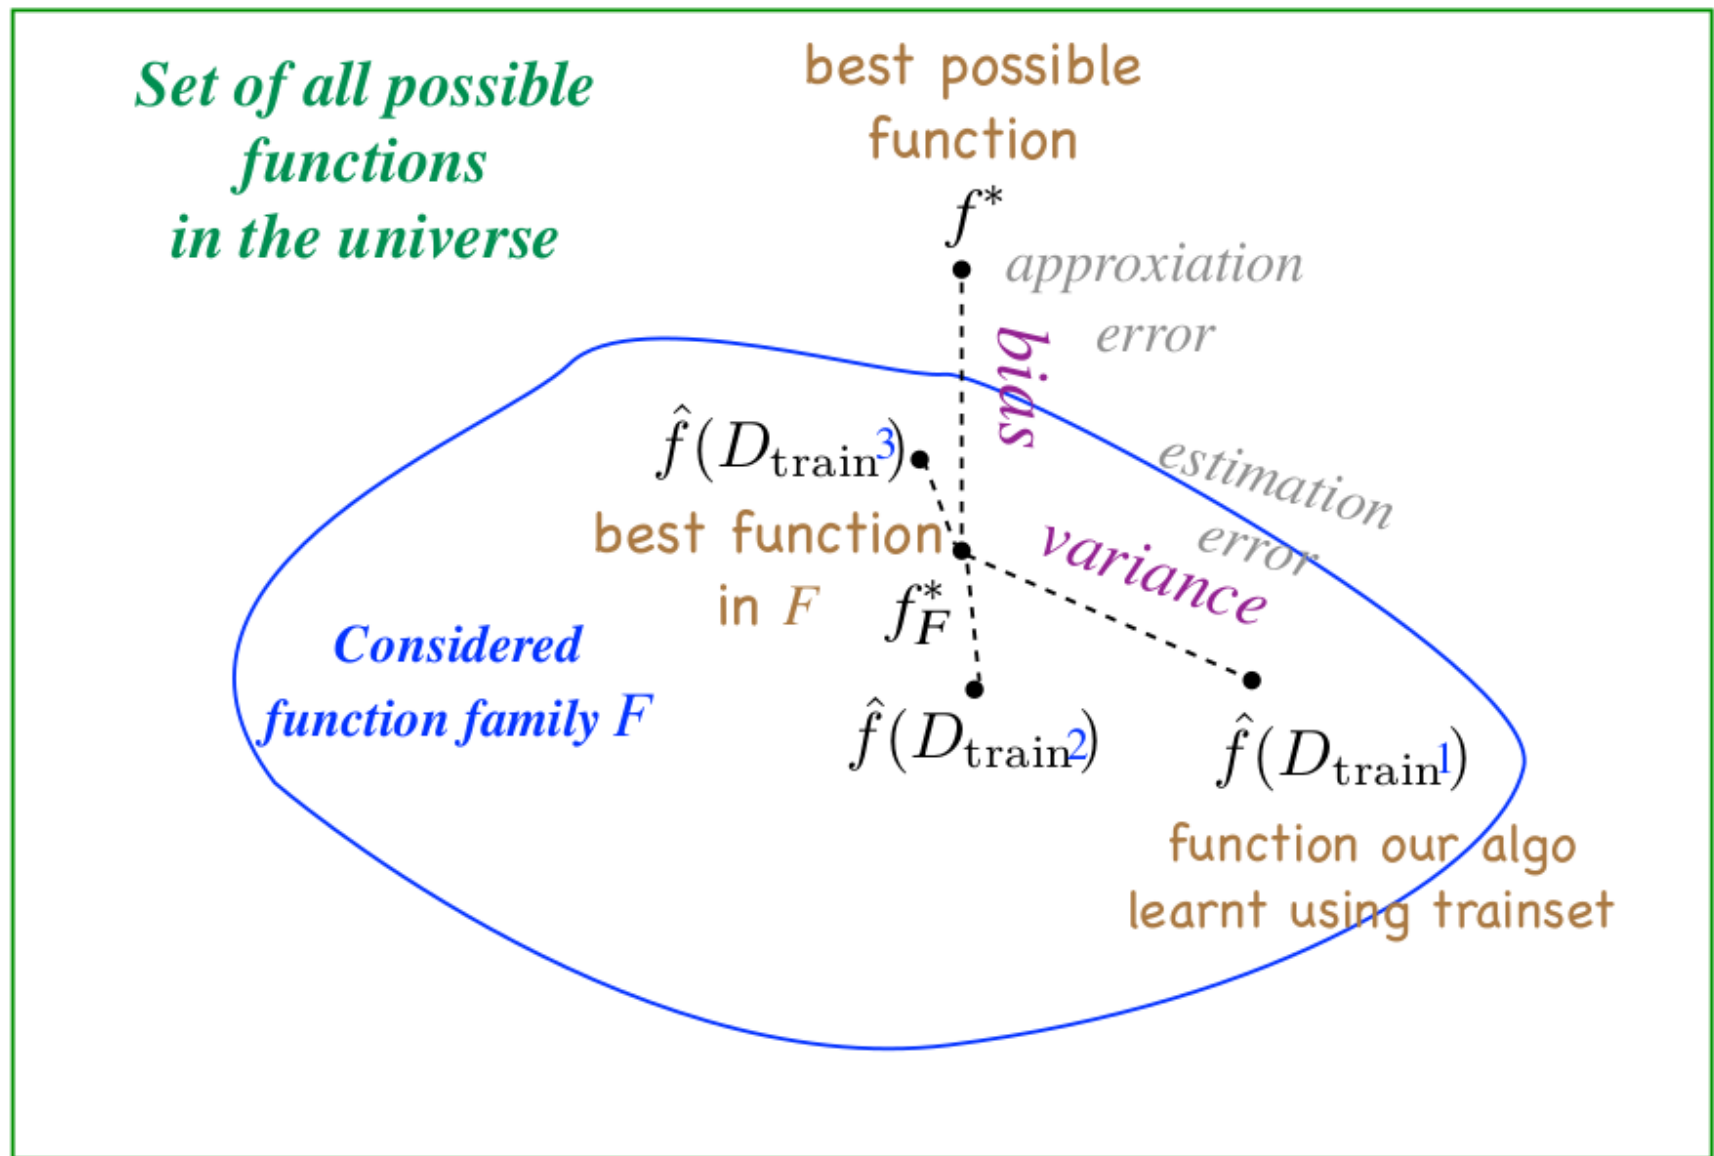 Set of all possible
functions
in the universe
best possible
function
f*
approxiation
error
bias
f̂(D_train3)
best function
in F
f*_F
estimation
error
variance
Considered
function family F
f̂(D_train2)
f̂(D_train1)
function our algo
learnt using trainset